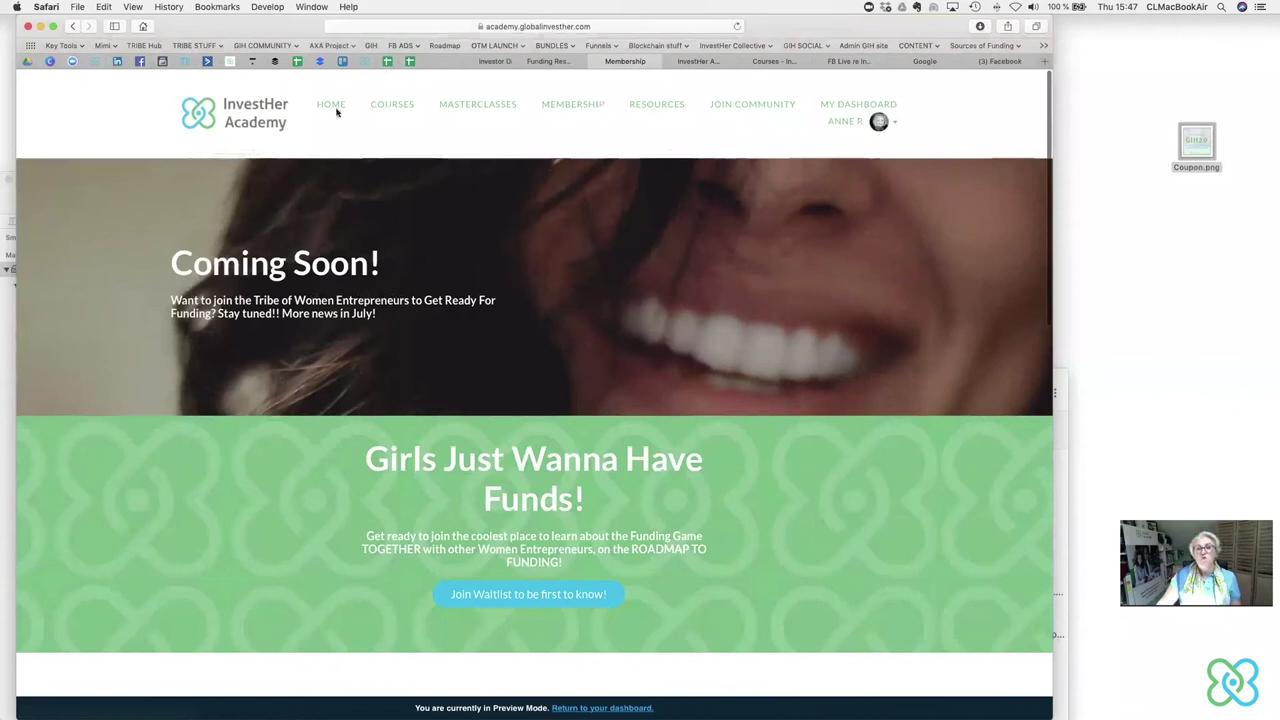 Safari File Edit View History Bookmarks Develop Window Help 100 % Thu 15:47 CLMacBookAir
academy.globalinvesther.com
Key Tools Mimi TRIBE Hub TRIBE STUFF GIH COMMUNITY AXA Project GIH FB ADS Roadmap OTM LAUNCH BUNDLES Funnels Blockchain stuff InvestHer Collective GIH SOCIAL Admin GIH site CONTENT Sources of Funding
Investor Di Funding Res... Membership InvestHer A... Courses - In... FB Live re In... Google (3) Facebook
InvestHer
Academy
HOME COURSES MASTERCLASSES MEMBERSHIP RESOURCES JOIN COMMUNITY MY DASHBOARD
ANNE R
Coupon.png
Coming Soon!
Want to join the Tribe of Women Entrepreneurs to Get Ready For
Funding? Stay tuned!! More news in July!
Girls Just Wanna Have
Funds!
Get ready to join the coolest place to learn about the Funding Game
TOGETHER with other Women Entrepreneurs, on the ROADMAP TO
FUNDING!
Join Waitlist to be first to know!
You are currently in Preview Mode. Return to your dashboard.